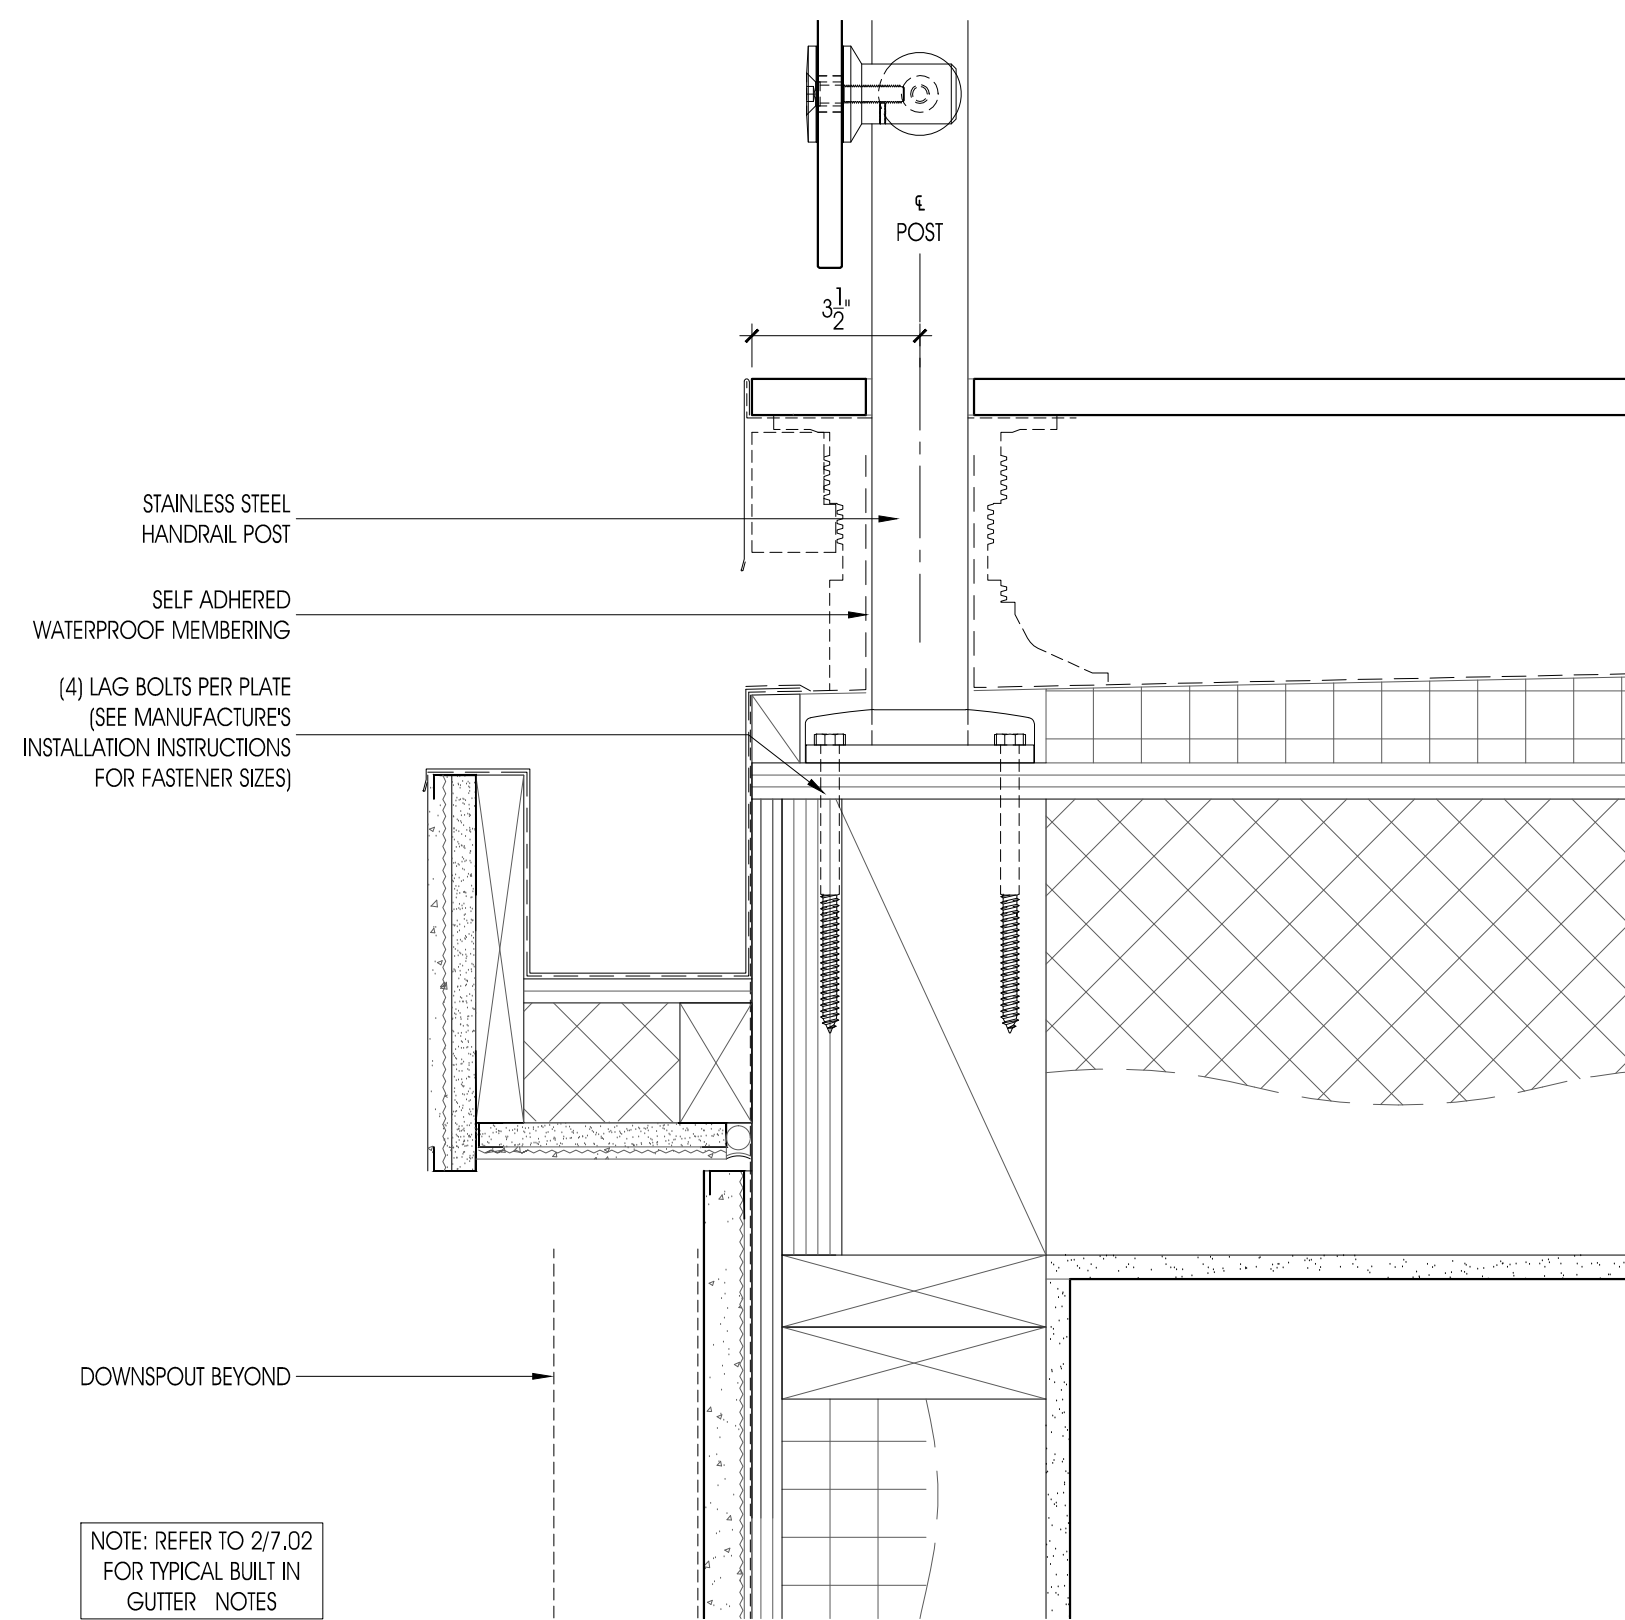 ℄
POST
3 1/2"
STAINLESS STEEL
HANDRAIL POST
SELF ADHERED
WATERPROOF MEMBERING
(4) LAG BOLTS PER PLATE
(SEE MANUFACTURE'S
INSTALLATION INSTRUCTIONS
FOR FASTENER SIZES)
DOWNSPOUT BEYOND
NOTE: REFER TO 2/7.02
FOR TYPICAL BUILT IN
GUTTER NOTES